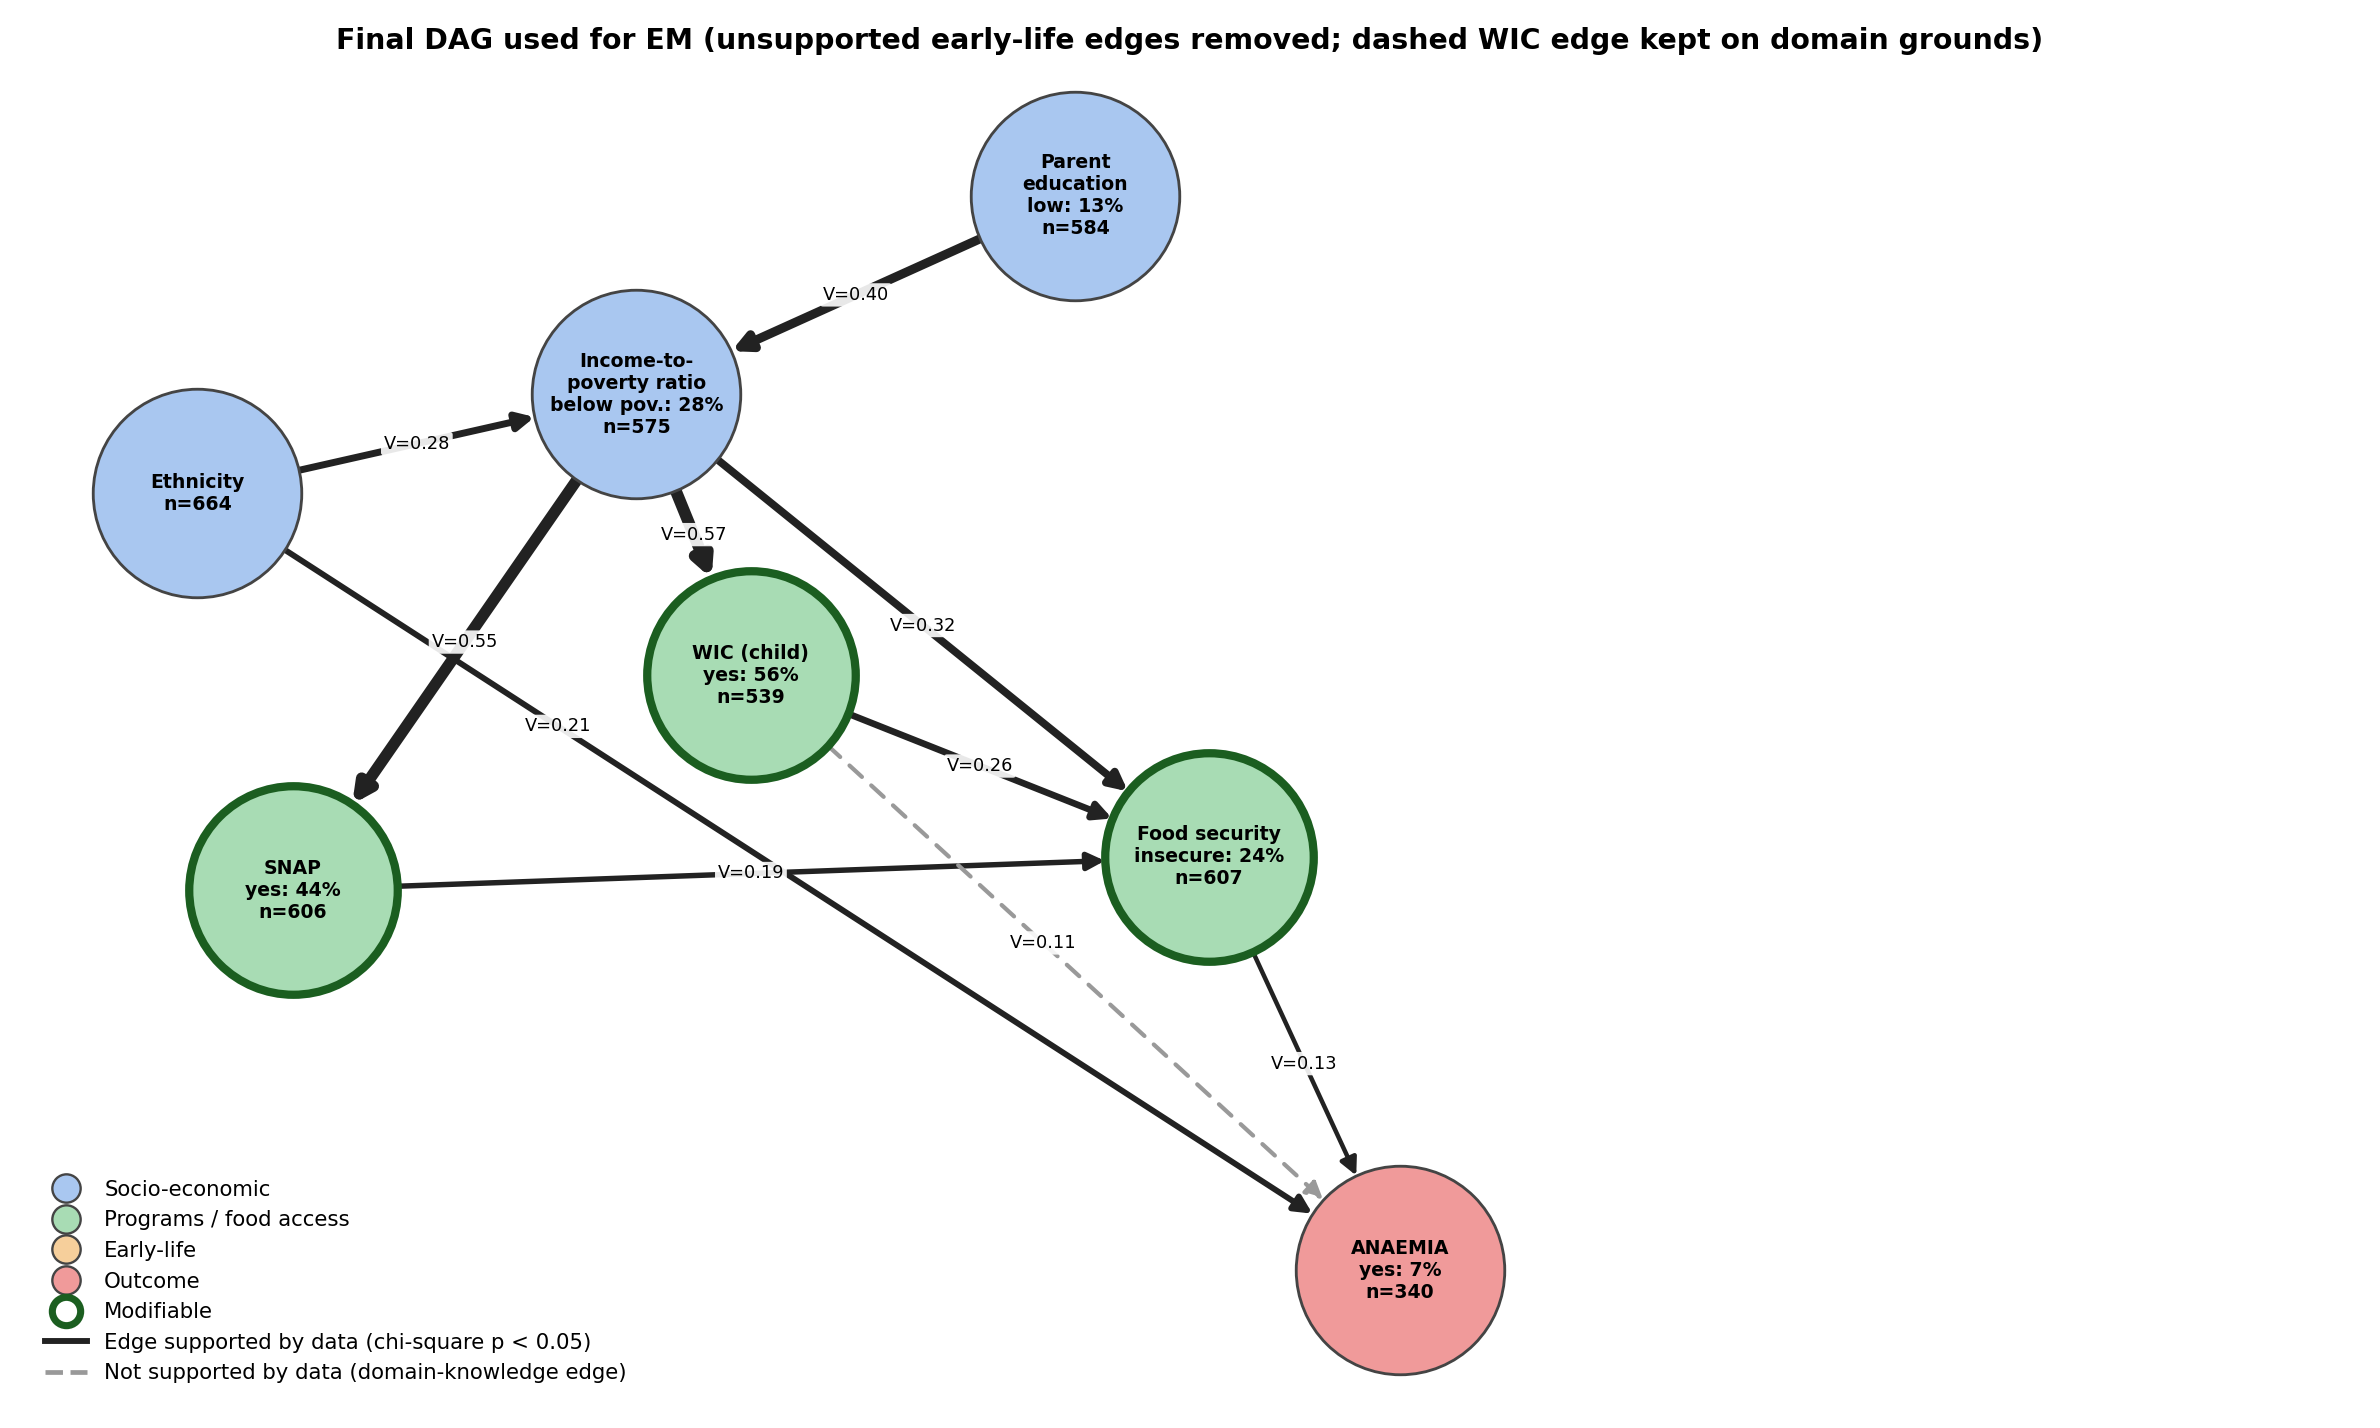 Final DAG used for EM (unsupported early-life edges removed; dashed WIC edge kept on domain grounds)
Parent
education
low: 13%
n=584
V=0.40
Income-to-
poverty ratio
below pov.: 28%
n=575
V=0.28
Ethnicity
n=664
V=0.57
V=0.32
V=0.55
WIC (child)
yes: 56%
n=539
V=0.21
V=0.26
Food security
insecure: 24%
n=607
SNAP
yes: 44%
n=606
V=0.19
V=0.11
V=0.13
ANAEMIA
yes: 7%
n=340
Socio-economic
Programs / food access
Early-life
Outcome
Modifiable
Edge supported by data (chi-square p < 0.05)
Not supported by data (domain-knowledge edge)